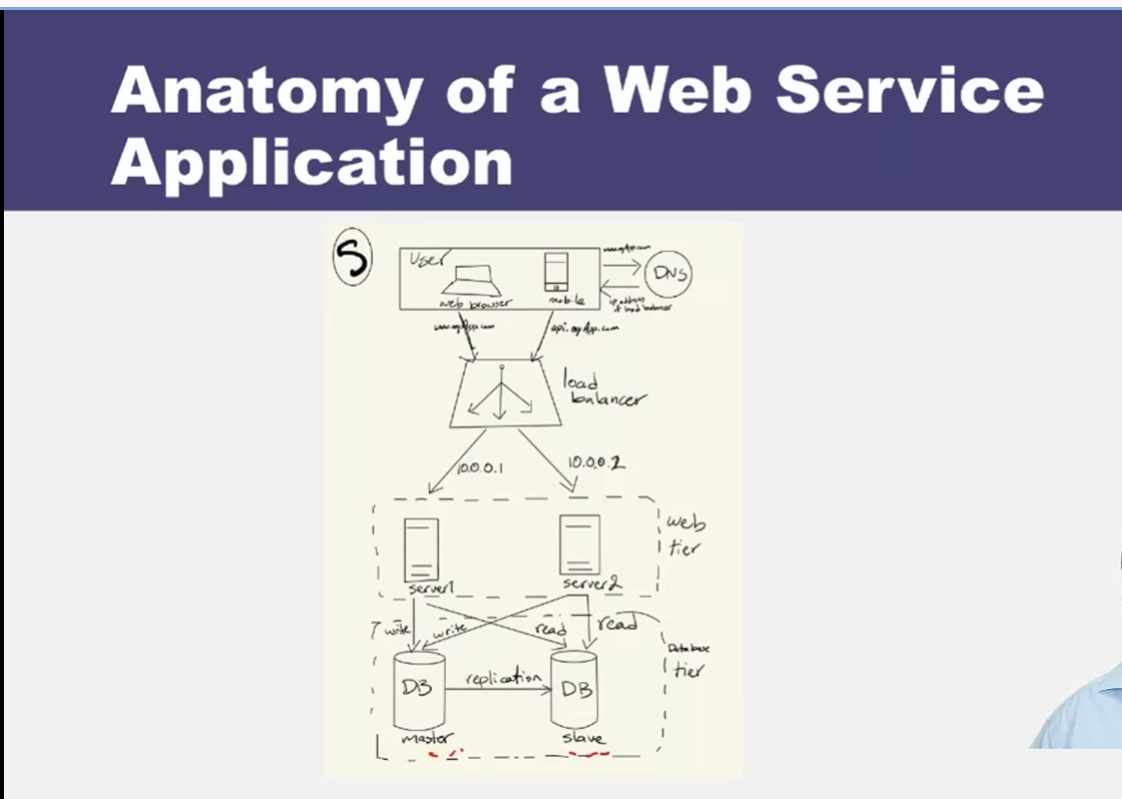 Anatomy of a Web Service
Application
5
User
www.myApp.com
DNS
web browser
mobile
ip address
of load balancer
www.myApp.com
api.myApp.com
load
balancer
10.0.0.1
10.0.0.2
web
tier
server1
server2
write
write
read
read
Database
tier
DB
replication
DB
master
slave